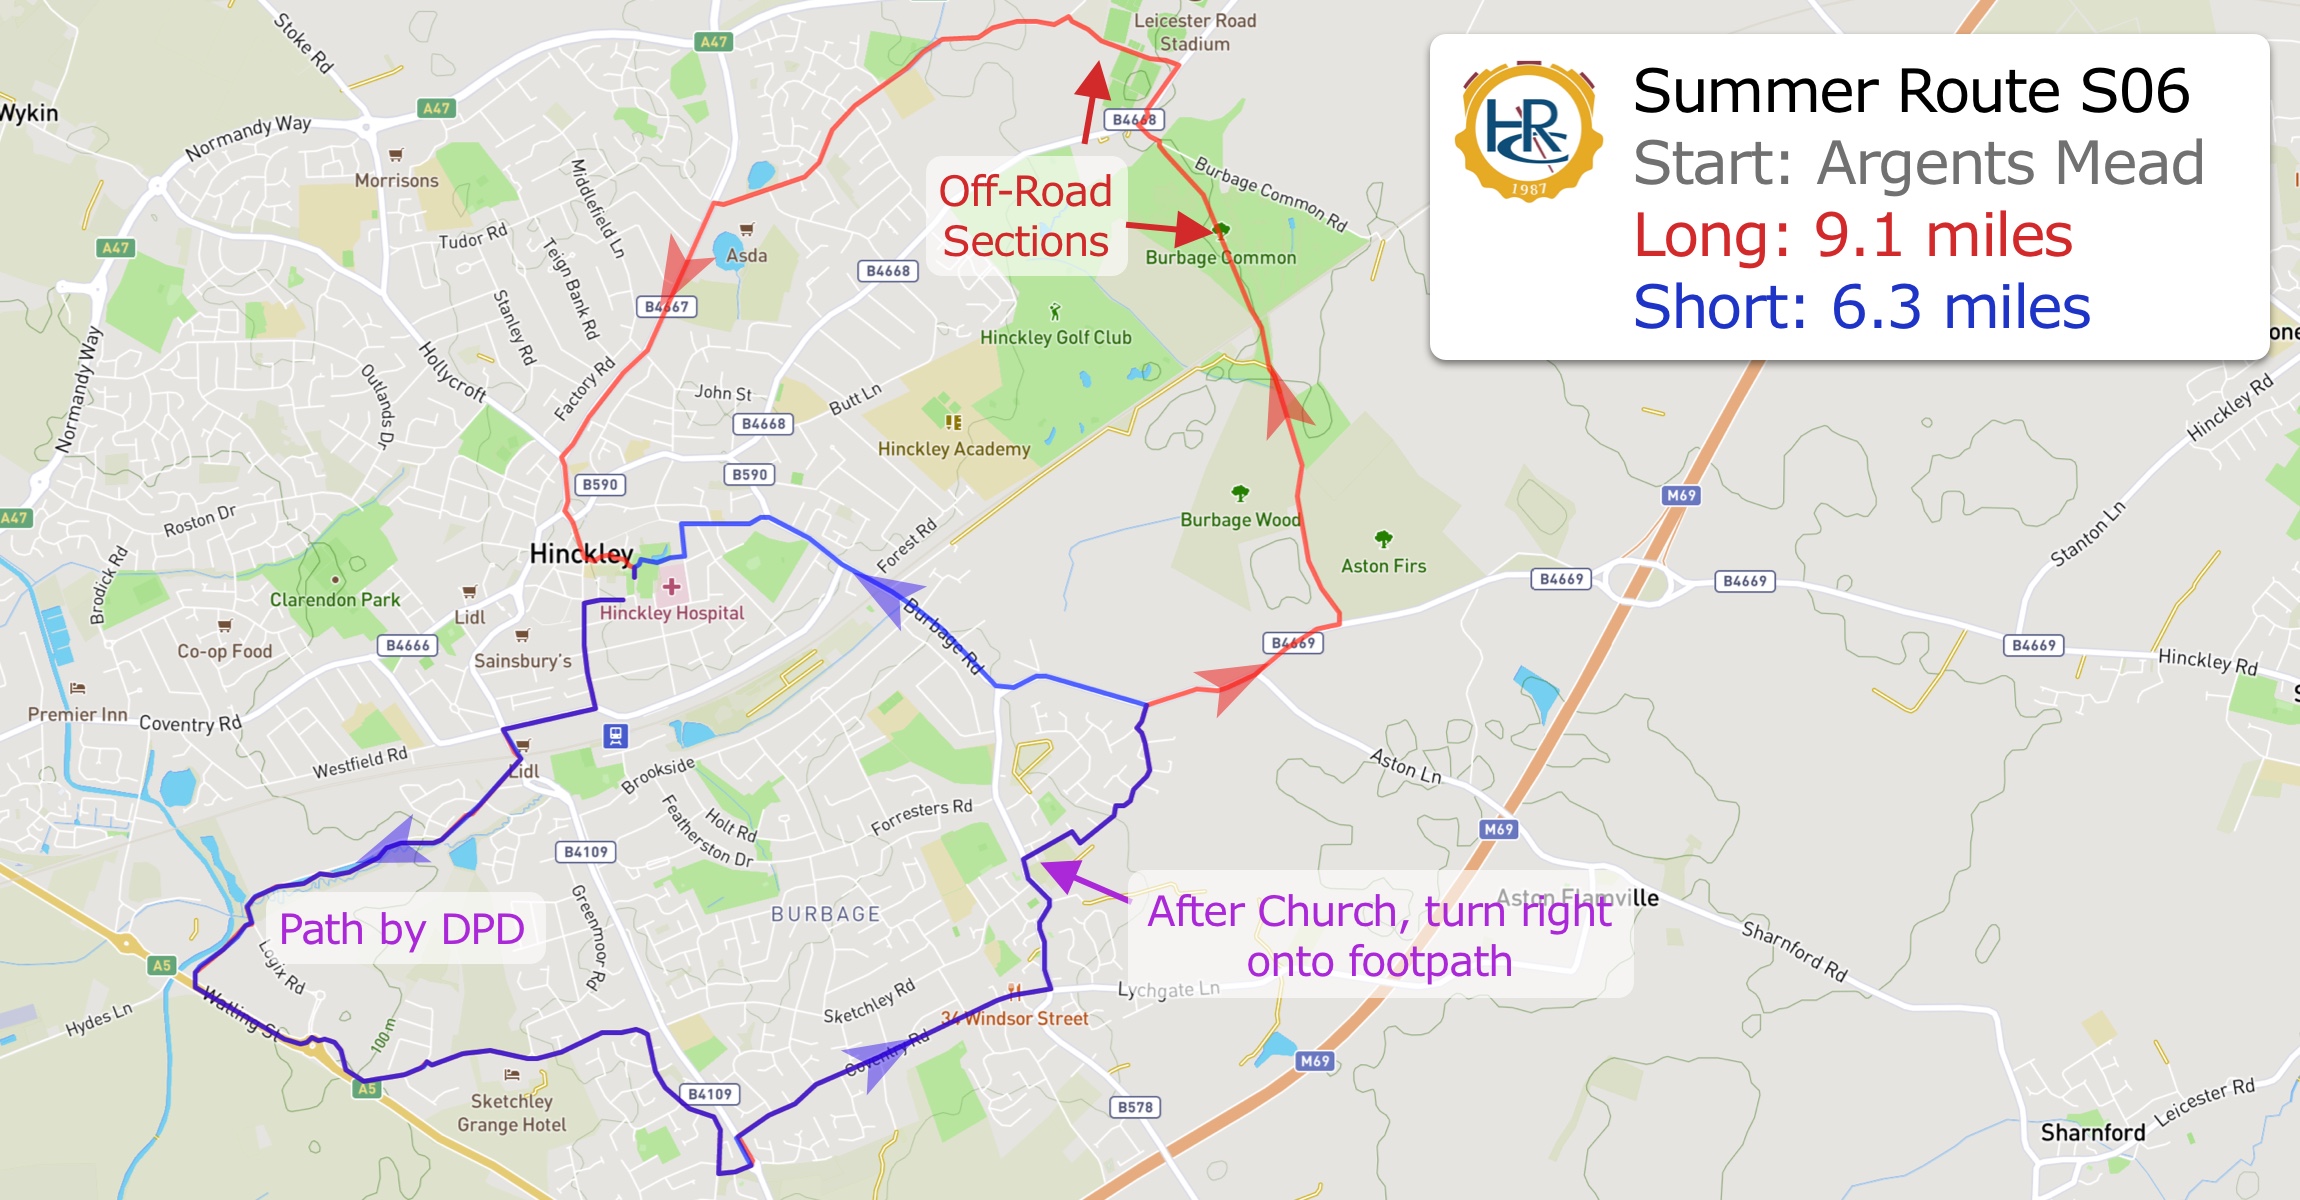 Summer Route S06
Start: Argents Mead
Long: 9.1 miles
Short: 6.3 miles
HR
1987
Off-Road
Sections
Path by DPD
After Church, turn right
onto footpath
Stoke Rd
A47
Leicester Road
Stadium
Wykin
A47
Normandy Way
B4668
Morrisons
Middlefield Ln
Burbage Common Rd
A47
Tudor Rd
Teign Bank Rd
Asda
B4668
Burbage Common
Stanley Rd
B4667
Hinckley Golf Club
Normandy Way
Hollycroft
Outlands Dr
Factory Rd
John St
Butt Ln
B4668
Hinckley Academy
Hinckley Rd
B590
B590
M69
A47
Roston Dr
Burbage Wood
Stanton Ln
Hinckley
Forest Rd
Aston Firs
Brodick Rd
Clarendon Park
Lidl
Hinckley Hospital
B4669
B4669
Co-op Food
B4666
Sainsbury's
Burbage Rd
B4669
B4669
Hinckley Rd
Premier Inn
Coventry Rd
Westfield Rd
Lidl
Brookside
Aston Ln
Featherston Dr
Holt Rd
Forresters Rd
M69
B4109
Greenmoor Rd
BURBAGE
Aston Flamville
Sharnford Rd
A5
Logix Rd
Watling St
Hydes Ln
100 m
Sketchley Rd
Lychgate Ln
34 Windsor Street
Coventry Rd
M69
A5
Sketchley
Grange Hotel
B4109
B578
Leicester Rd
Sharnford